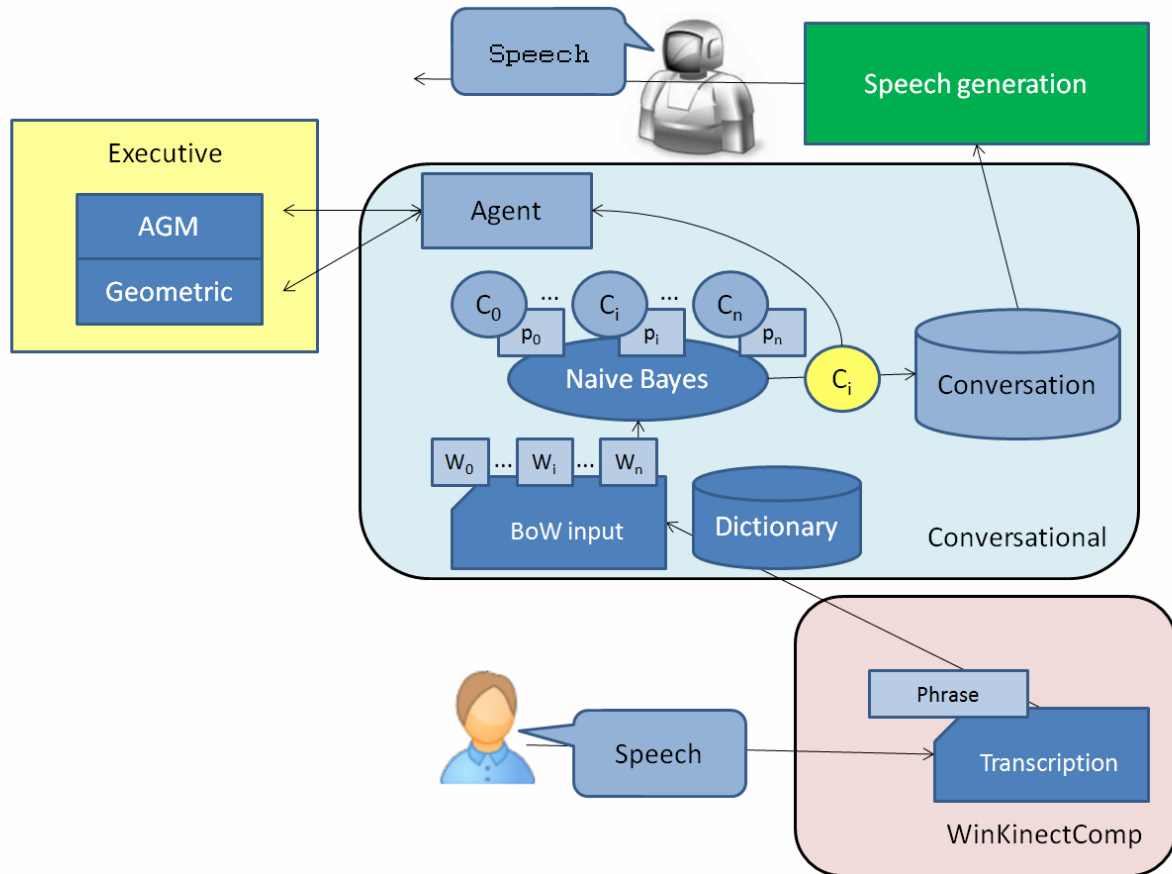 Speech
Speech generation
Executive
AGM
Geometric
Agent
C₀ ... Cᵢ ... Cₙ
p₀ pᵢ pₙ
Naive Bayes
Cᵢ
Conversation
W₀ ... Wᵢ ... Wₙ
BoW input
Dictionary
Conversational
Phrase
Speech
Transcription
WinKinectComp